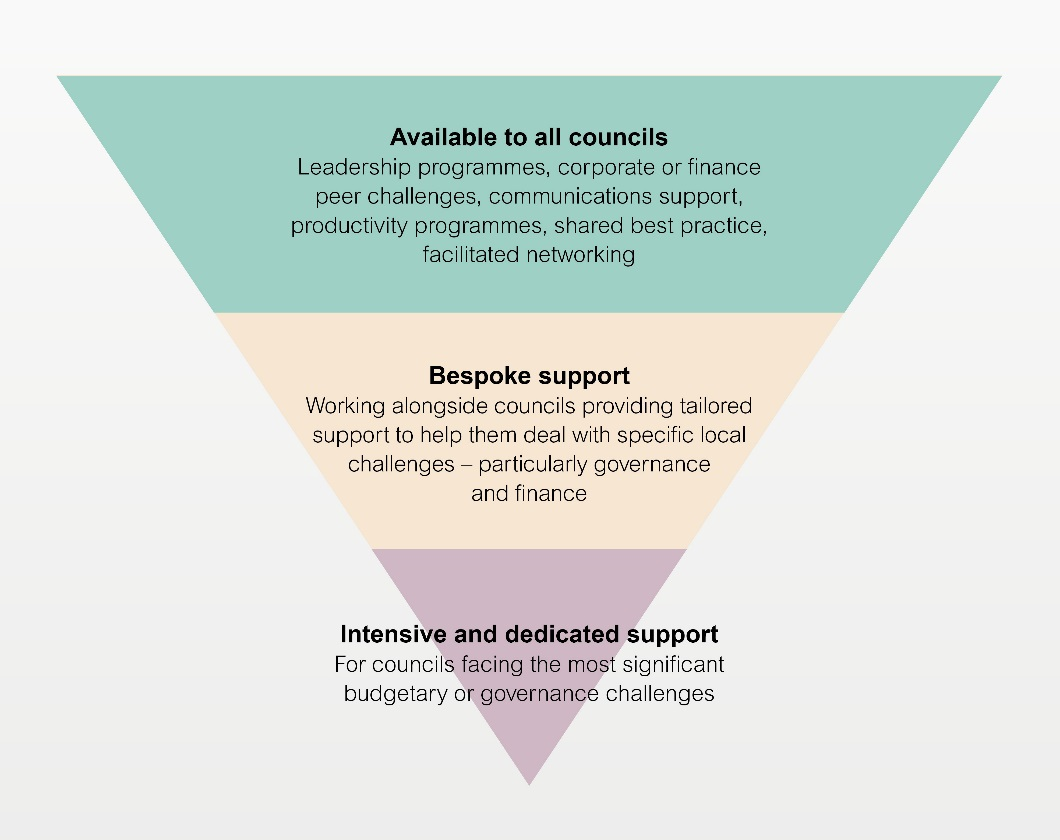 Available to all councils
Leadership programmes, corporate or finance
peer challenges, communications support,
productivity programmes, shared best practice,
facilitated networking
Bespoke support
Working alongside councils providing tailored
support to help them deal with specific local
challenges – particularly governance
and finance
Intensive and dedicated support
For councils facing the most significant
budgetary or governance challenges